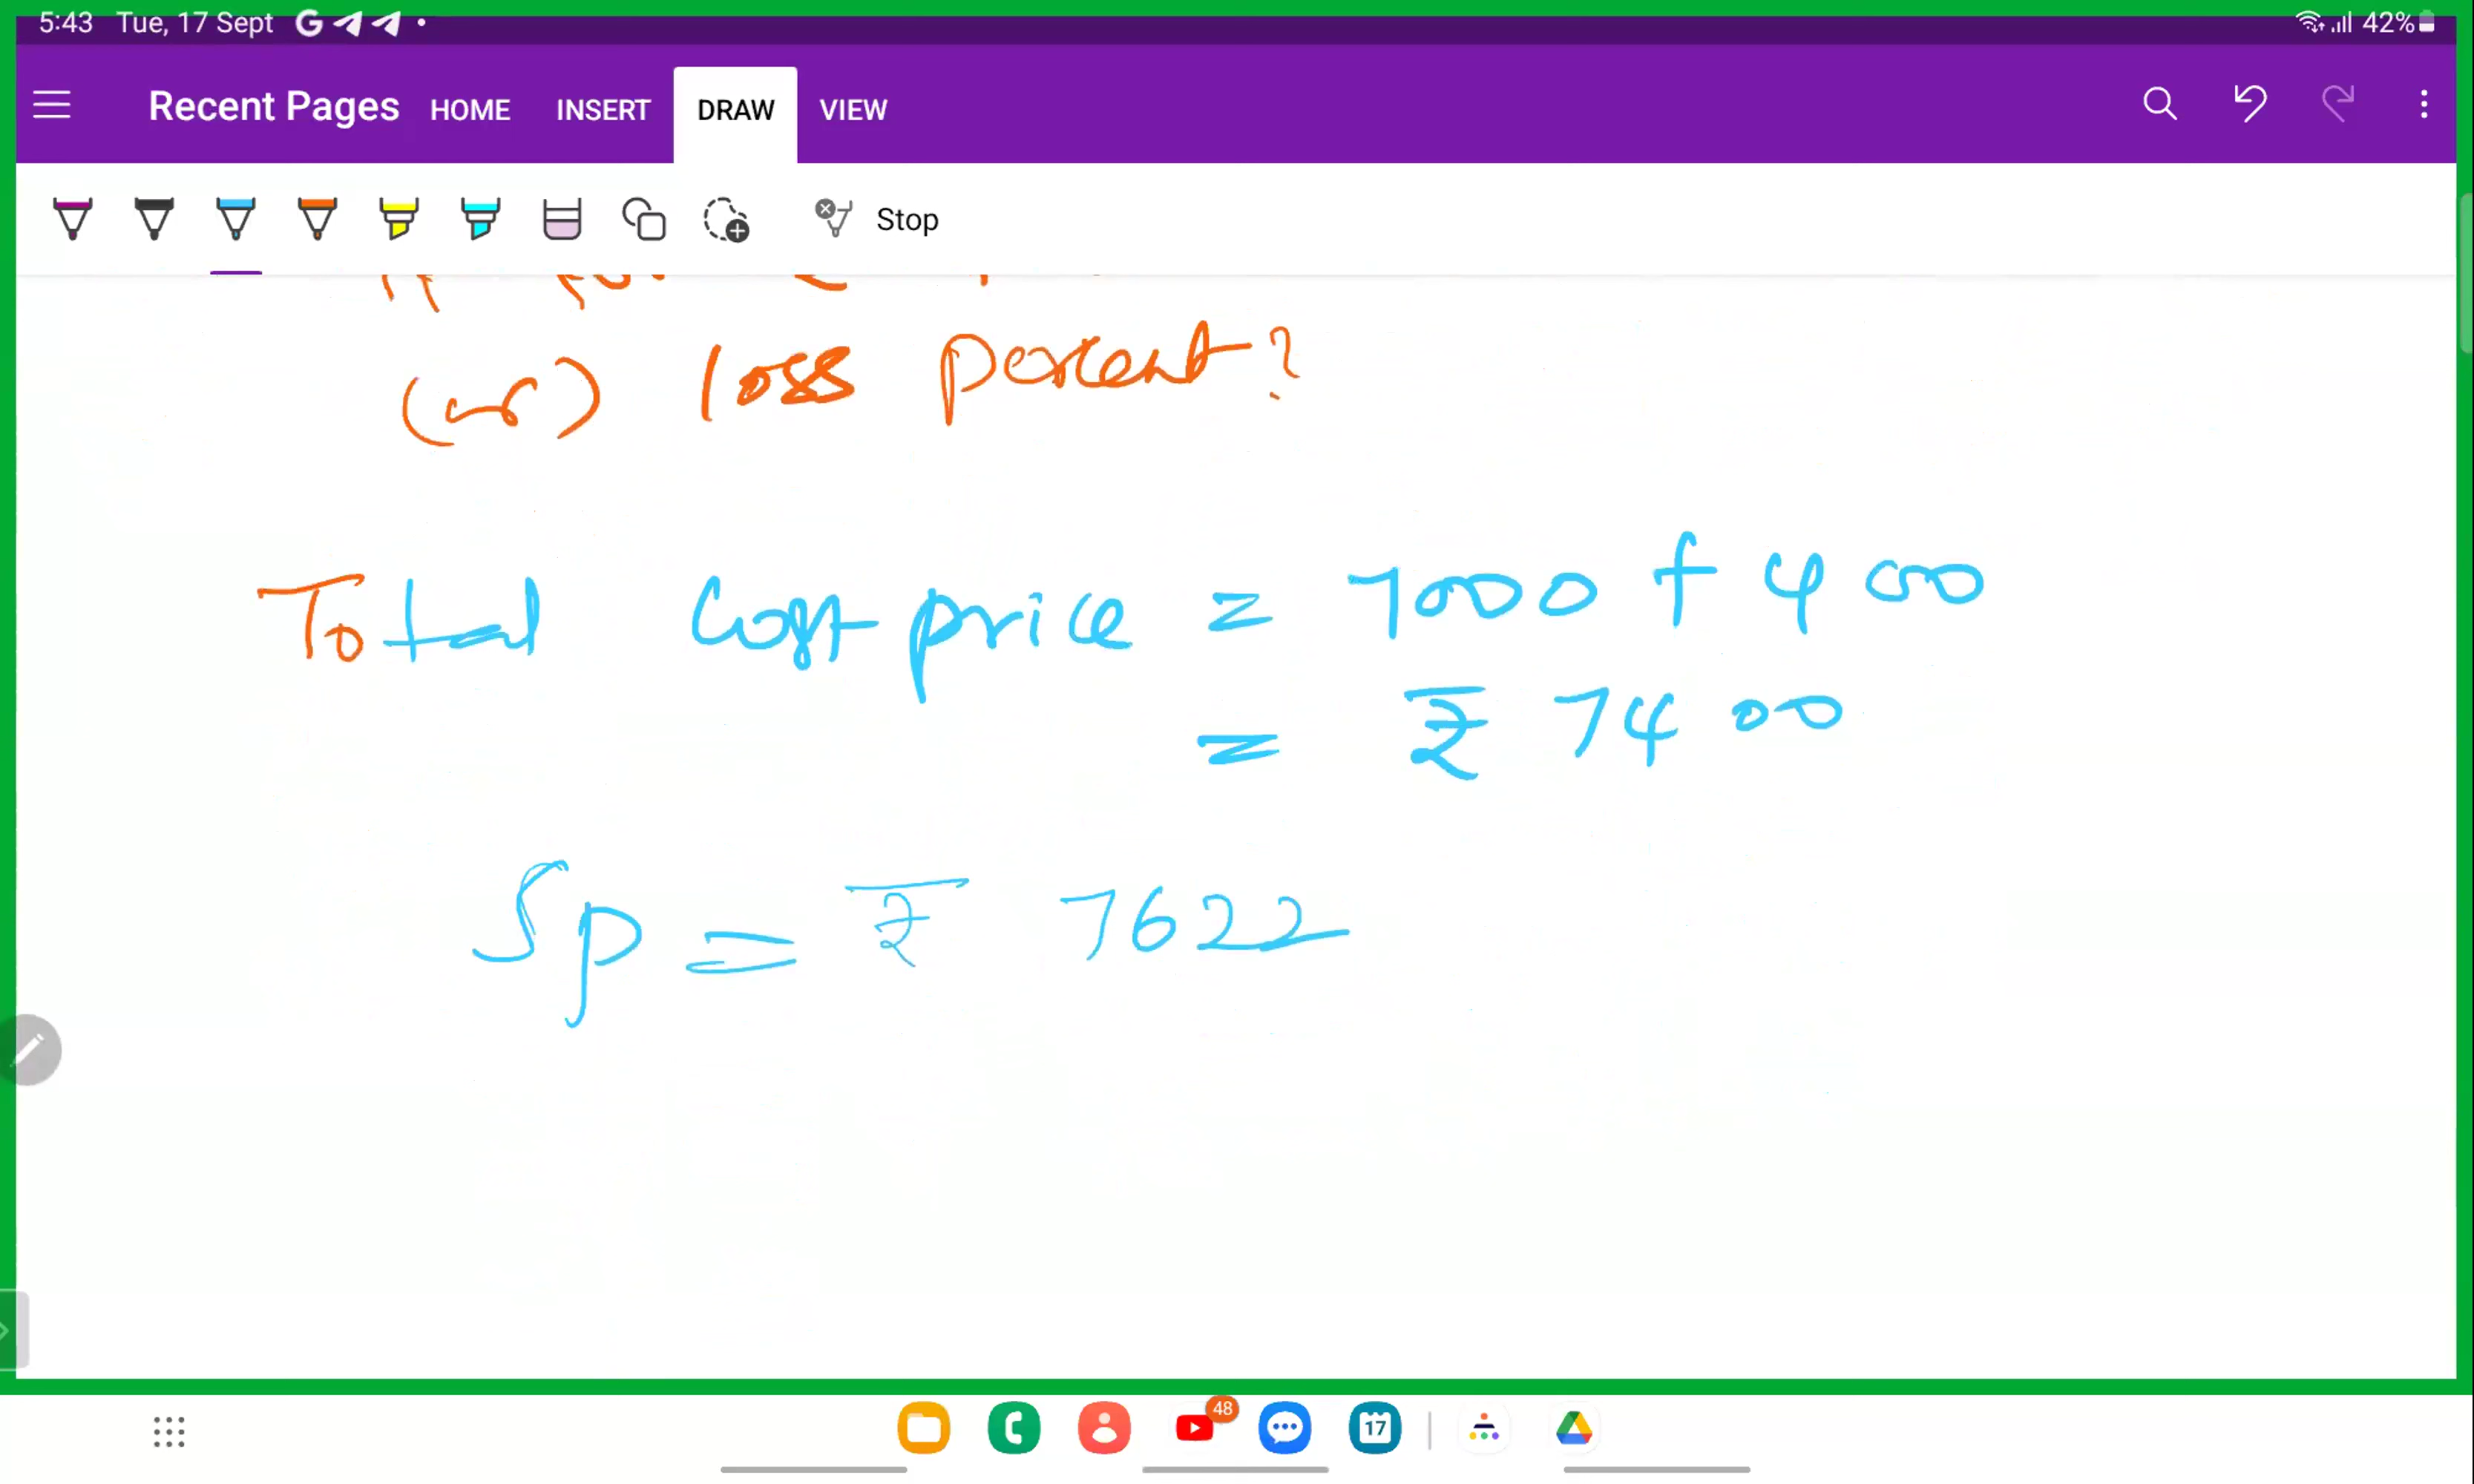 5:43 Tue, 17 Sept 42%
Recent Pages HOME INSERT DRAW VIEW
Stop
(or) loss percent?
Total Cost price = 7000 + 400
= ₹ 7400
SP = ₹ 7622
48
17